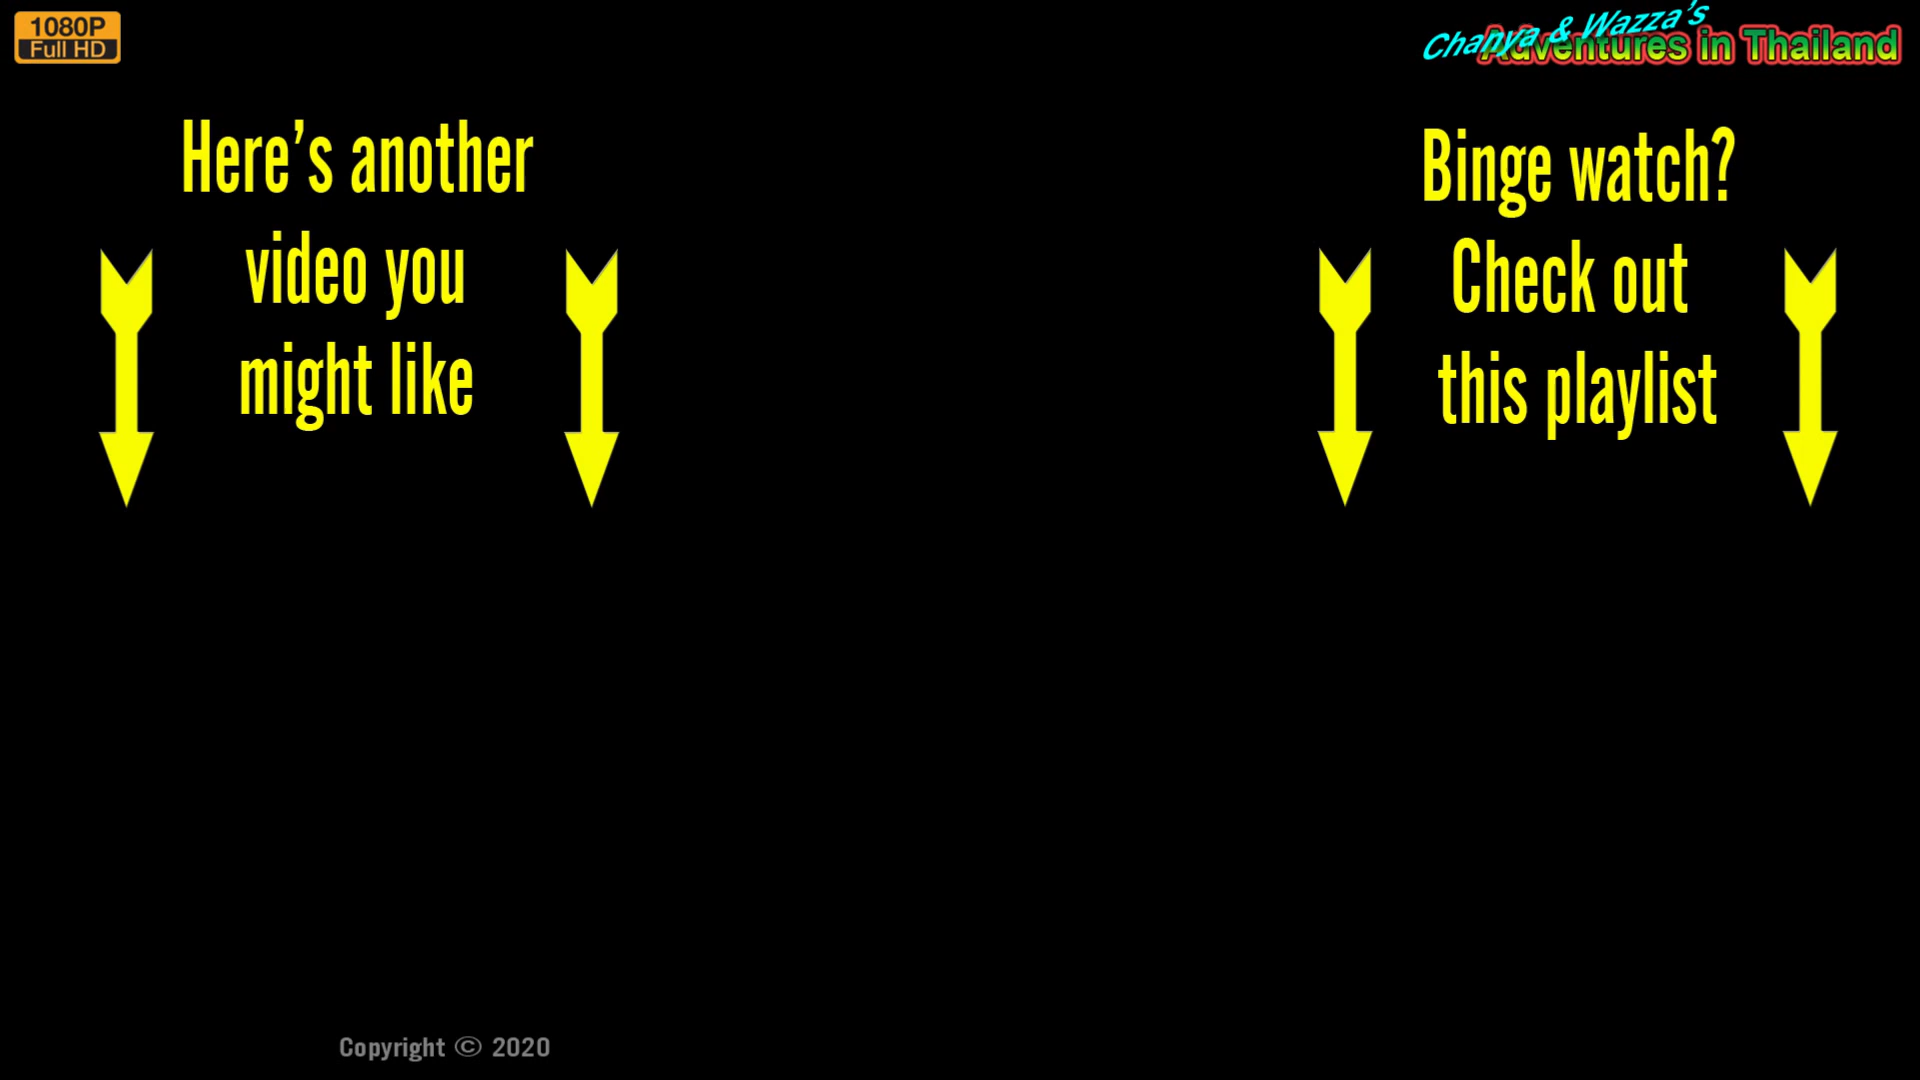 1080P
Full HD
Chanya & Wazza’s
Adventures in Thailand
Here’s another
video you
might like
Binge watch?
Check out
this playlist
Copyright © 2020